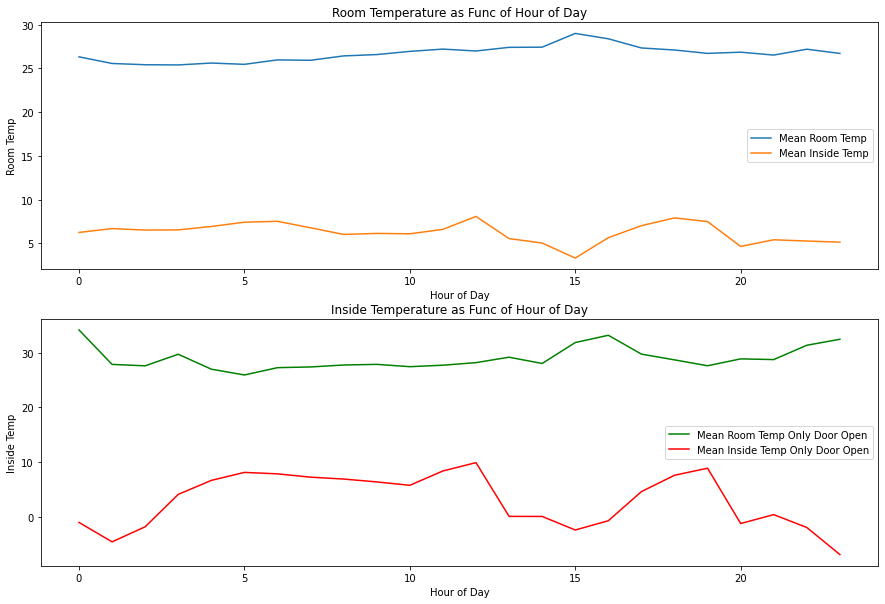 Room Temperature as Func of Hour of Day
30
25
20
15
10
5
Room Temp
Mean Room Temp
Mean Inside Temp
0 5 10 15 20
Hour of Day
Inside Temperature as Func of Hour of Day
30
20
10
0
Inside Temp
Mean Room Temp Only Door Open
Mean Inside Temp Only Door Open
0 5 10 15 20
Hour of Day